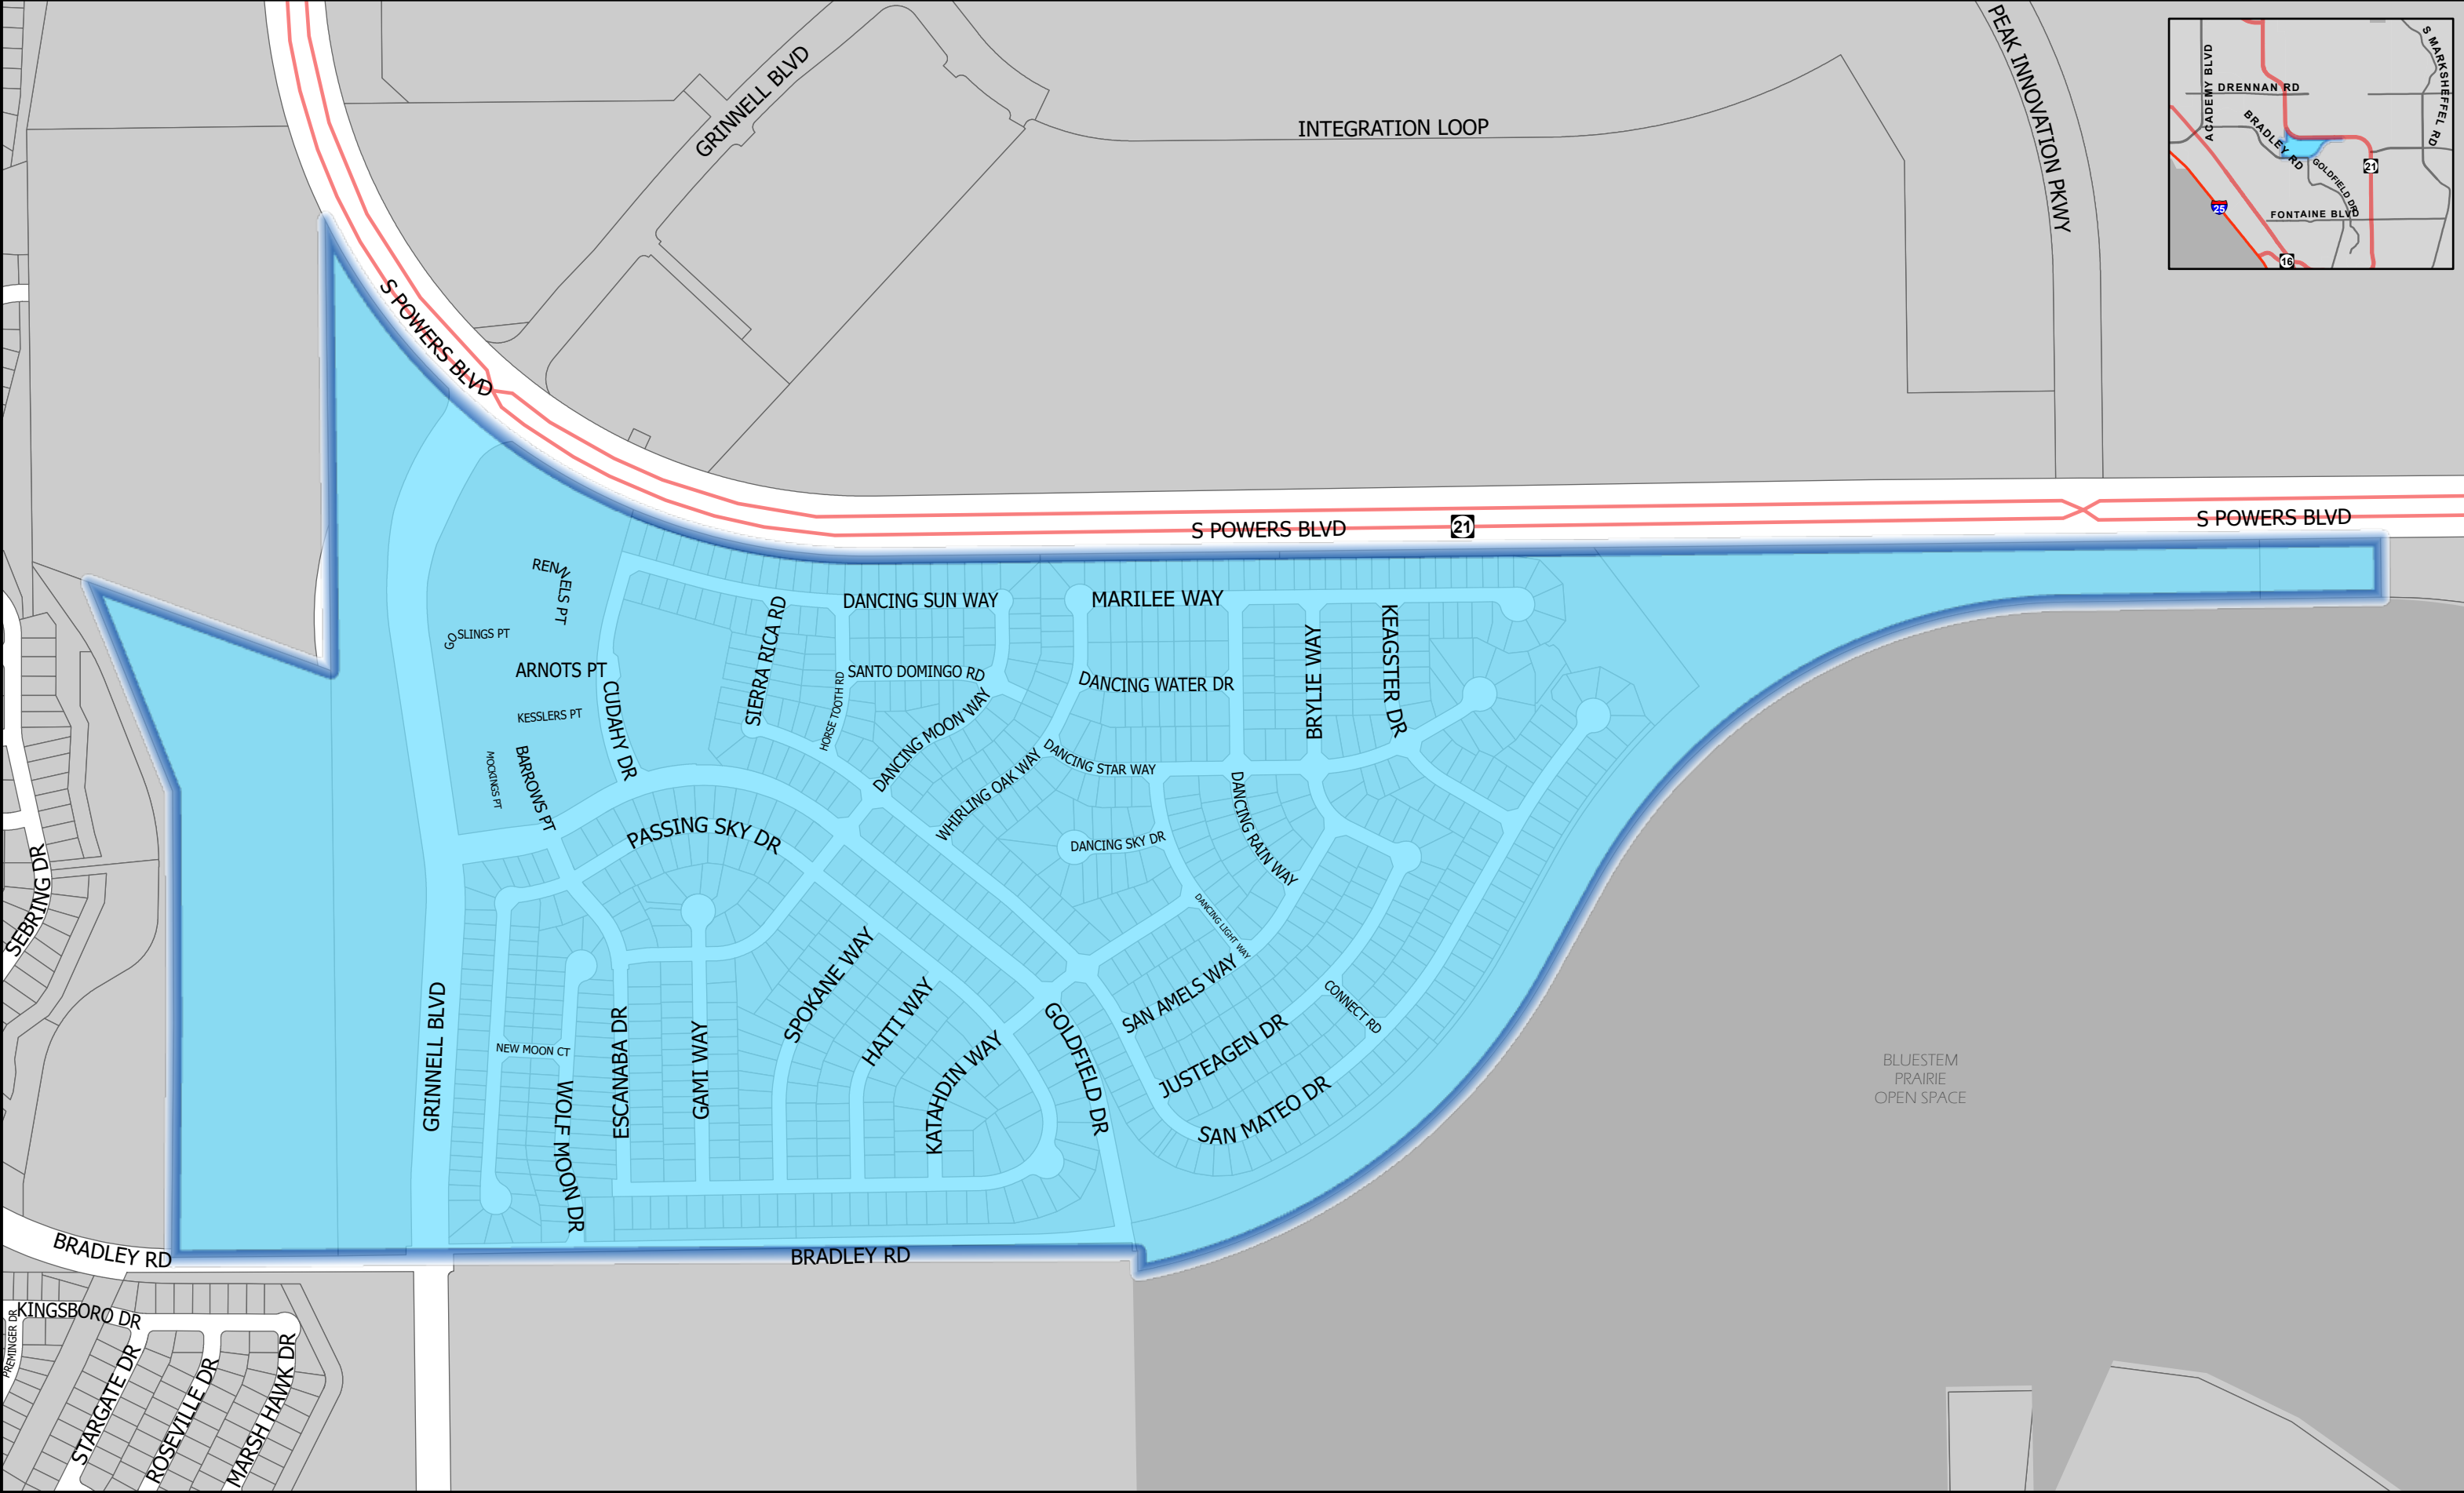 GRINNELL BLVD
INTEGRATION LOOP
PEAK INNOVATION PKWY
S POWERS BLVD
S POWERS BLVD
21
S POWERS BLVD
ACADEMY BLVD
DRENNAN RD
S MARKSHEFFEL RD
BRADLEY RD
GOLDFIELD DR
21
25
FONTAINE BLVD
16
RENNELS PT
GOSLINGS PT
ARNOTS PT
KESSLERS PT
MOCKINGS PT
BARROWS PT
CUDAHY DR
SIERRA RICA RD
DANCING SUN WAY
MARILEE WAY
SANTO DOMINGO RD
HORSE TOOTH RD
DANCING MOON WAY
DANCING WATER DR
BRYLIE WAY
KEAGSTER DR
WHIRLING OAK WAY
DANCING STAR WAY
DANCING SKY DR
DANCING RAIN WAY
DANCING LIGHT WAY
PASSING SKY DR
SEBRING DR
GRINNELL BLVD
NEW MOON CT
WOLF MOON DR
ESCANABA DR
GAMI WAY
SPOKANE WAY
HAITI WAY
KATAHDIN WAY
GOLDFIELD DR
SAN AMELS WAY
JUSTEAGEN DR
CONNECT RD
SAN MATEO DR
BLUESTEM
PRAIRIE
OPEN SPACE
BRADLEY RD
BRADLEY RD
KINGSBORO DR
PREMINGER DR
STARGATE DR
ROSEVILLE DR
MARSH HAWK DR